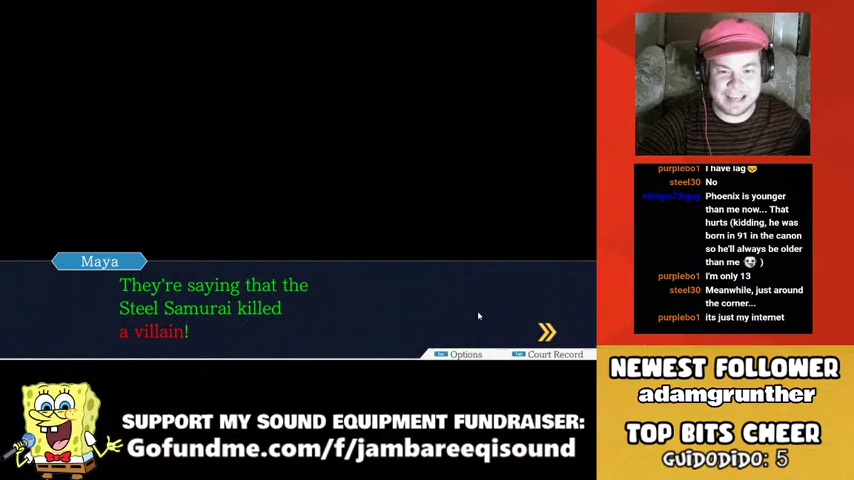 Maya
They're saying that the
Steel Samurai killed
a villain!
Options
Court Record
SUPPORT MY SOUND EQUIPMENT FUNDRAISER:
Gofundme.com/f/jambareeqisound
purplebo1 I have lag
steel30 No
Phoenix is younger
than me now... That
hurts (kidding, he was
born in 91 in the canon
so he'll always be older
than me )
purplebo1 I'm only 13
steel30 Meanwhile, just around
the corner...
purplebo1 its just my internet
NEWEST FOLLOWER
adamgrunther
TOP BITS CHEER
GUIDODIDO: 5